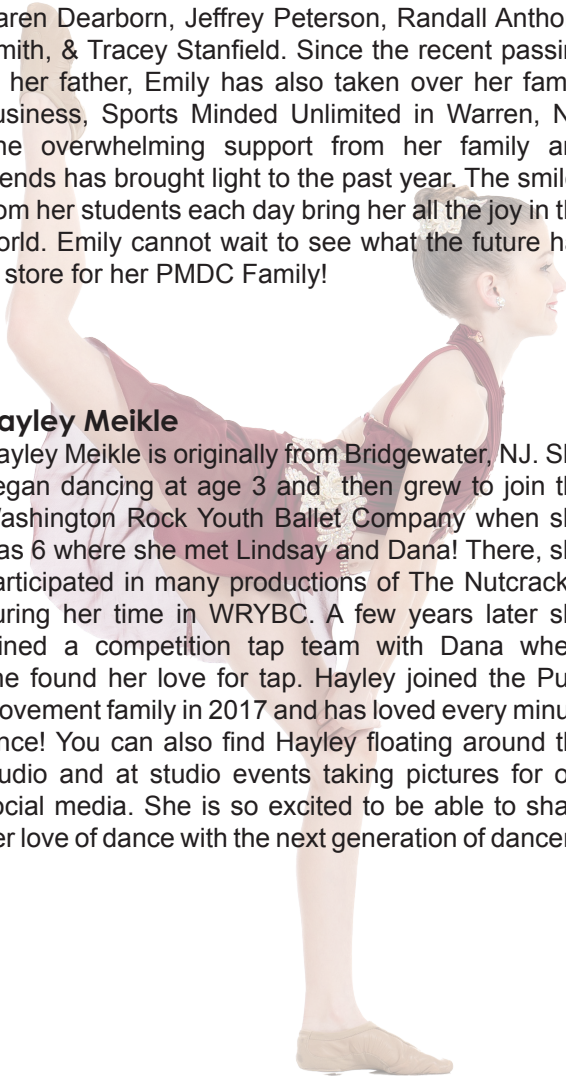 aren Dearborn, Jeffrey Peterson, Randall Antho
mith, & Tracey Stanfield. Since the recent passin
her father, Emily has also taken over her fam
usiness, Sports Minded Unlimited in Warren, N
he overwhelming support from her family an
ends has brought light to the past year. The smile
om her students each day bring her all the joy in th
orld. Emily cannot wait to see what the future ha
store for her PMDC Family!
ayley Meikle
ayley Meikle is originally from Bridgewater, NJ. Sh
egan dancing at age 3 and then grew to join th
ashington Rock Youth Ballet Company when sh
as 6 where she met Lindsay and Dana! There, sh
articipated in many productions of The Nutcrack
uring her time in WRYBC. A few years later sh
ined a competition tap team with Dana whe
he found her love for tap. Hayley joined the Pu
ovement family in 2017 and has loved every minu
nce! You can also find Hayley floating around th
udio and at studio events taking pictures for o
ocial media. She is so excited to be able to sha
er love of dance with the next generation of dancer